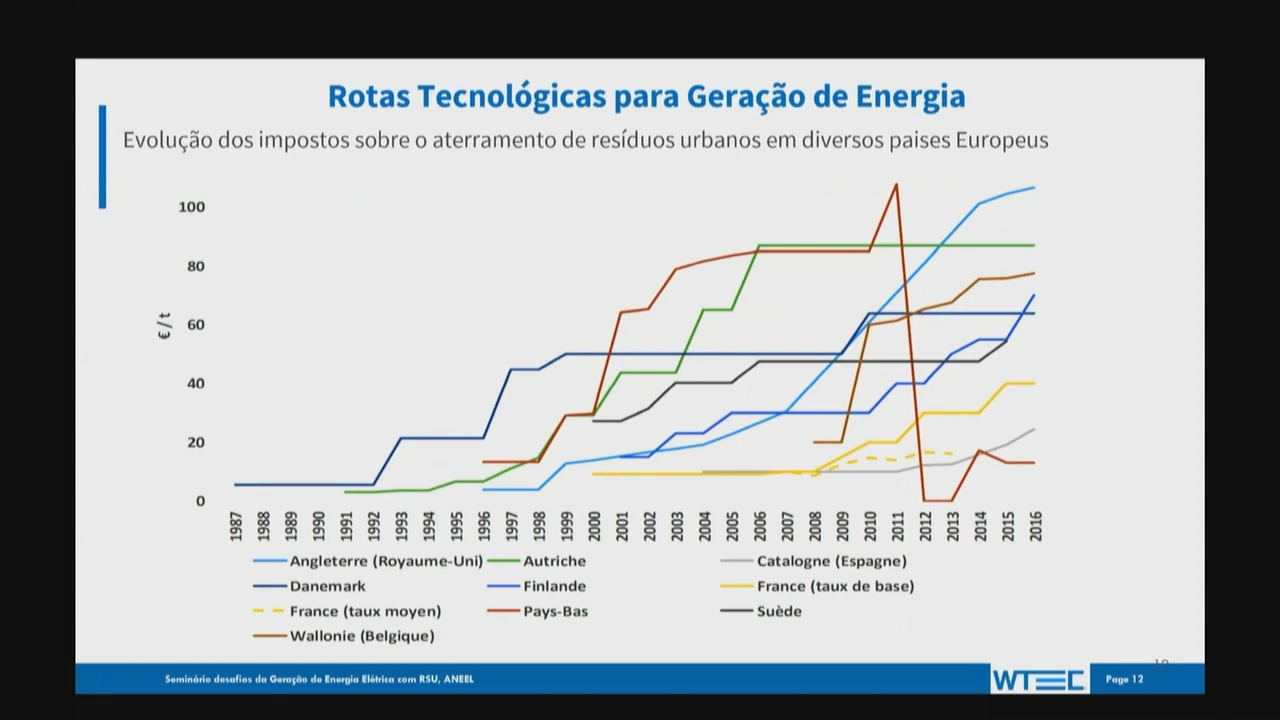 Rotas Tecnológicas para Geração de Energia
Evolução dos impostos sobre o aterramento de resíduos urbanos em diversos paises Europeus
100
80
60
40
20
0
€/t
1987 1988 1989 1990 1991 1992 1993 1994 1995 1996 1997 1998 1999 2000 2001 2002 2003 2004 2005 2006 2007 2008 2009 2010 2011 2012 2013 2014 2015 2016
Angleterre (Royaume-Uni) Autriche Catalogne (Espagne)
Danemark Finlande France (taux de base)
France (taux moyen) Pays-Bas Suède
Wallonie (Belgique)
Seminário desafios da Geração de Energia Elétrica com RSU, ANEEL
WTEC
Page 12